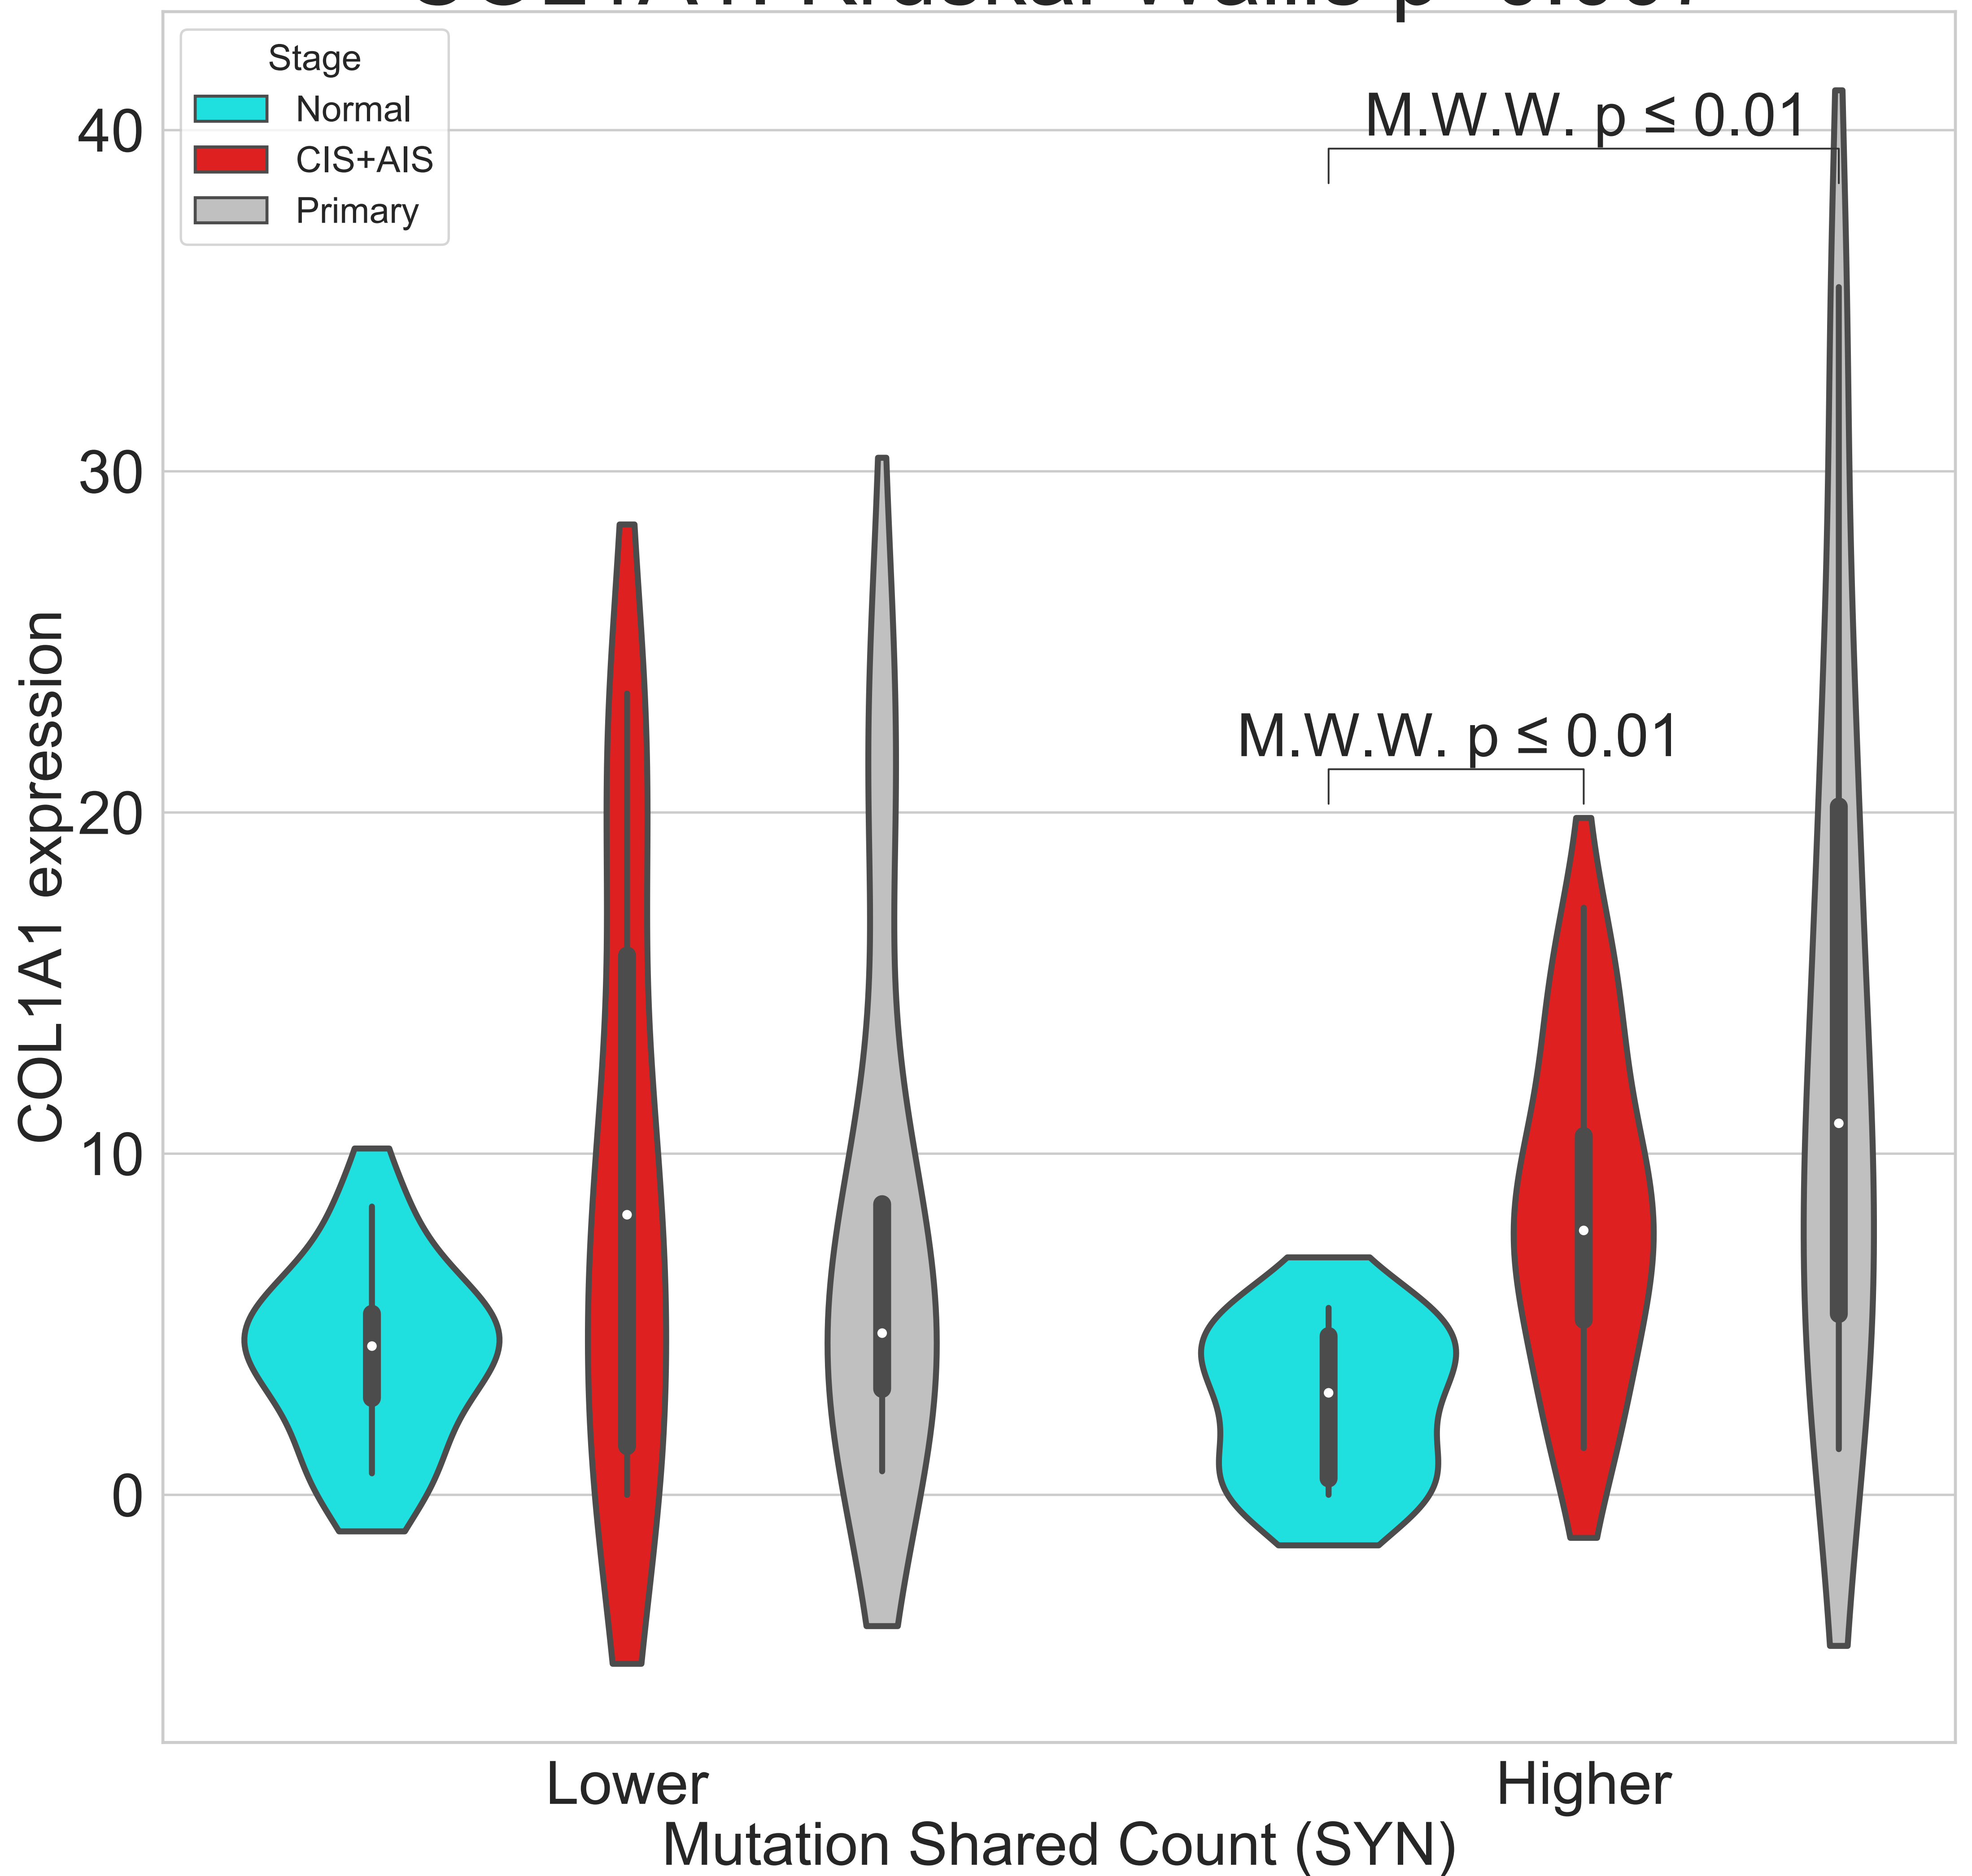 Stage
Normal
CIS+AIS
Primary
M.W.W. p ≤ 0.01
M.W.W. p ≤ 0.01
COL1A1 expression
40
30
20
10
0
Lower
Higher
Mutation Shared Count (SYN)